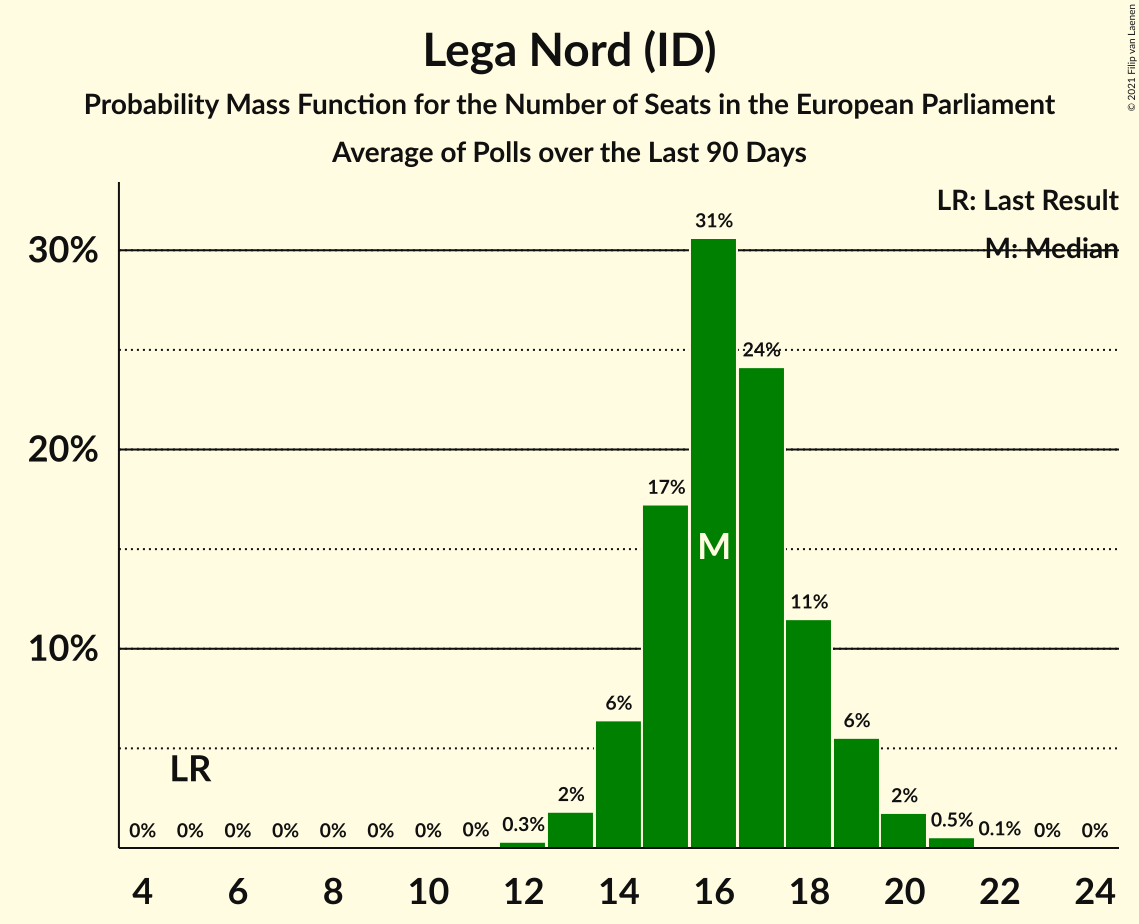 Lega Nord (ID)
Probability Mass Function for the Number of Seats in the European Parliament
Average of Polls over the Last 90 Days
© 2021 Filip van Laenen
LR: Last Result
M: Median
30%
20%
10%
31%
24%
17%
M
11%
6%
6%
LR
2%
2%
0% 0% 0% 0% 0% 0% 0% 0% 0.3% 0.5% 0.1% 0% 0%
4 6 8 10 12 14 16 18 20 22 24